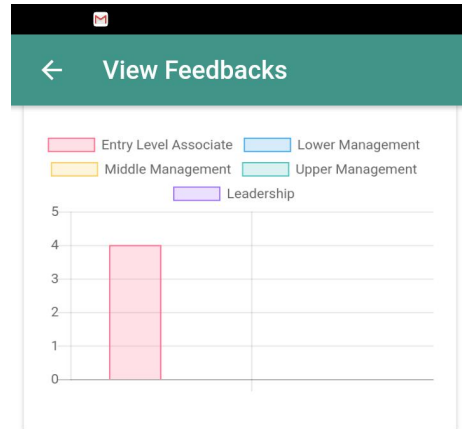 View Feedbacks
Entry Level Associate Lower Management
Middle Management Upper Management
Leadership
5
4
3
2
1
0